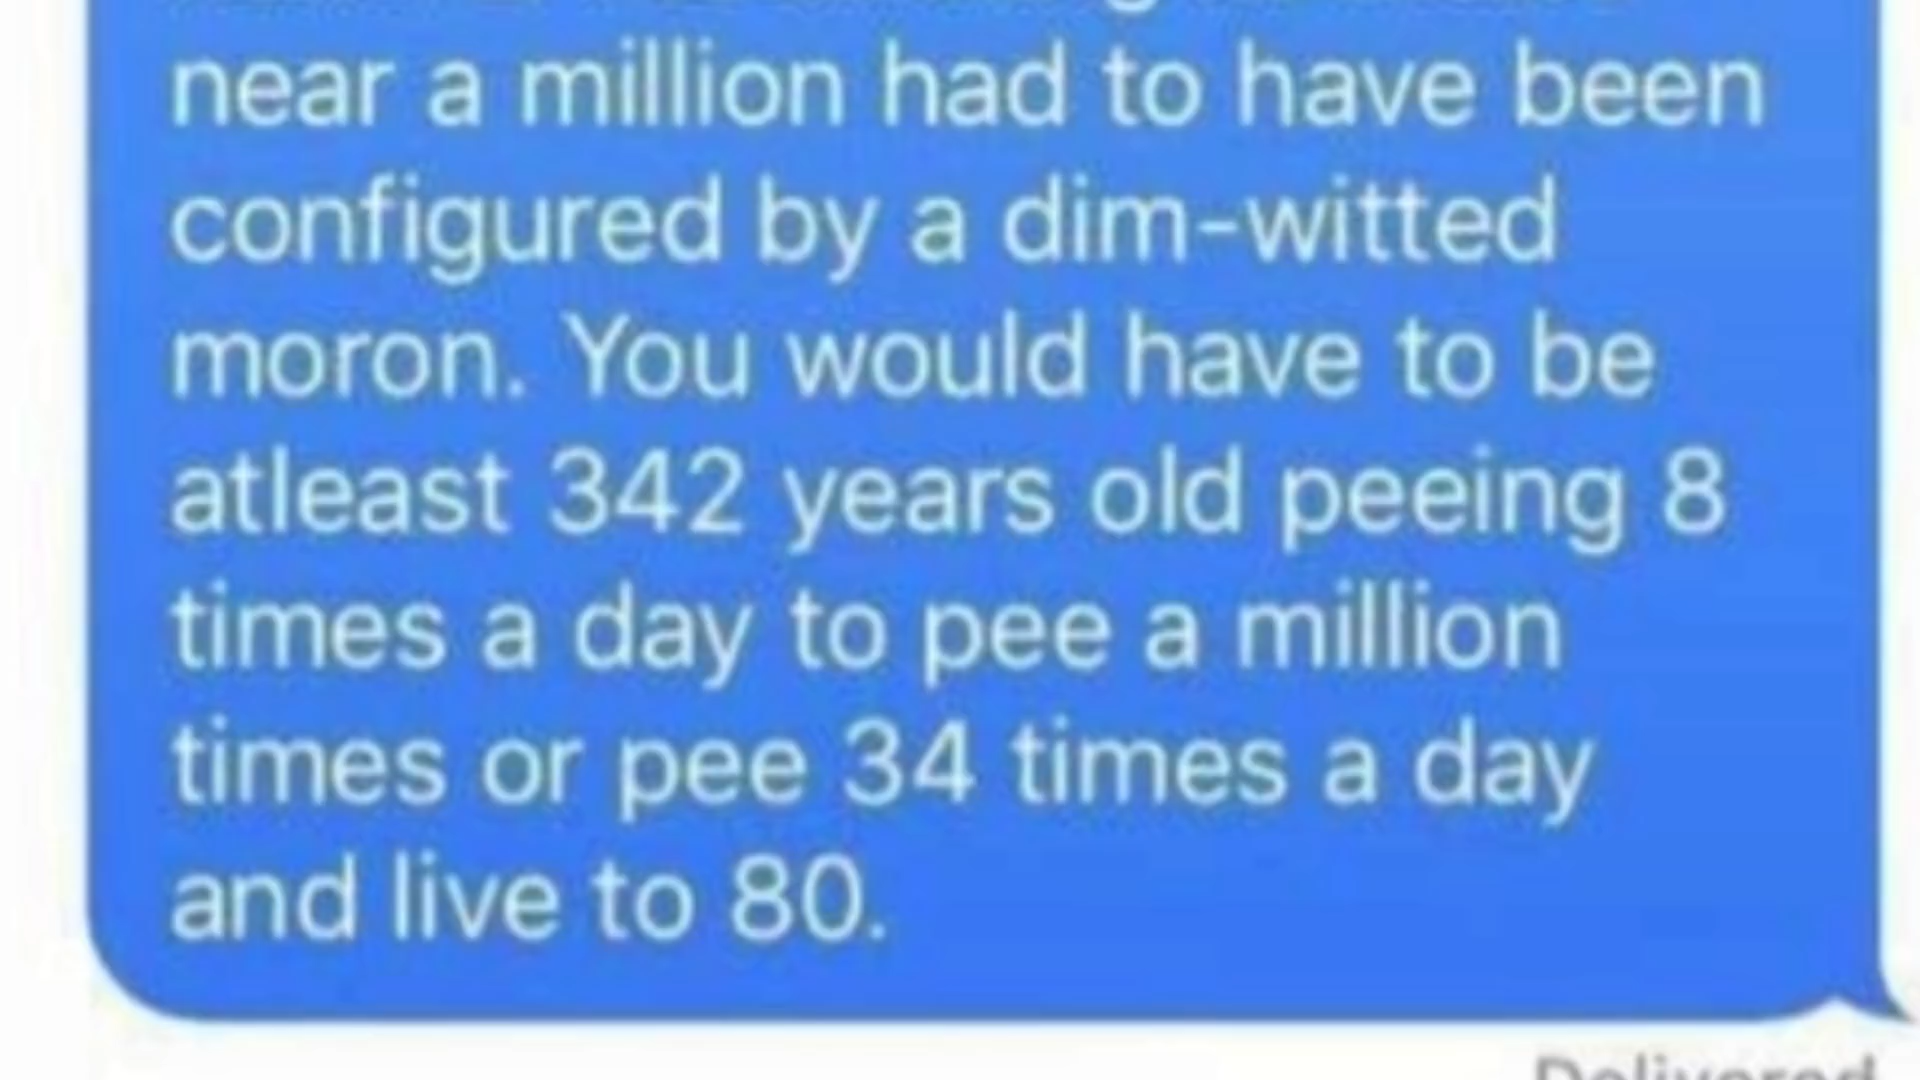 near a million had to have been
configured by a dim-witted
moron. You would have to be
atleast 342 years old peeing 8
times a day to pee a million
times or pee 34 times a day
and live to 80.
Delivered